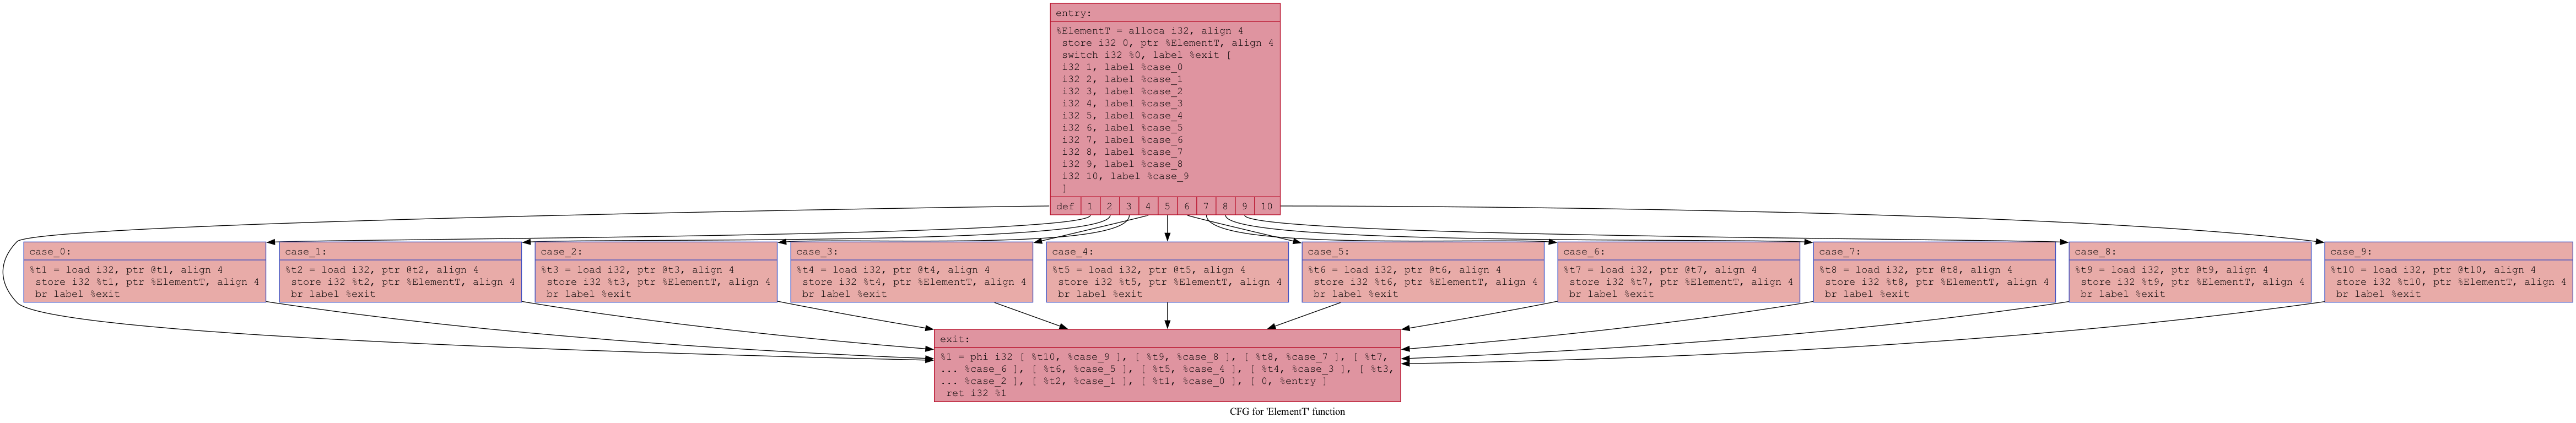 entry:
%ElementT = alloca i32, align 4
store i32 0, ptr %ElementT, align 4
switch i32 %0, label %exit [
i32 1, label %case_0
i32 2, label %case_1
i32 3, label %case_2
i32 4, label %case_3
i32 5, label %case_4
i32 6, label %case_5
i32 7, label %case_6
i32 8, label %case_7
i32 9, label %case_8
i32 10, label %case_9
]
def 1 2 3 4 5 6 7 8 9 10
case_0:
%t1 = load i32, ptr @t1, align 4
store i32 %t1, ptr %ElementT, align 4
br label %exit
case_1:
%t2 = load i32, ptr @t2, align 4
store i32 %t2, ptr %ElementT, align 4
br label %exit
case_2:
%t3 = load i32, ptr @t3, align 4
store i32 %t3, ptr %ElementT, align 4
br label %exit
case_3:
%t4 = load i32, ptr @t4, align 4
store i32 %t4, ptr %ElementT, align 4
br label %exit
case_4:
%t5 = load i32, ptr @t5, align 4
store i32 %t5, ptr %ElementT, align 4
br label %exit
case_5:
%t6 = load i32, ptr @t6, align 4
store i32 %t6, ptr %ElementT, align 4
br label %exit
case_6:
%t7 = load i32, ptr @t7, align 4
store i32 %t7, ptr %ElementT, align 4
br label %exit
case_7:
%t8 = load i32, ptr @t8, align 4
store i32 %t8, ptr %ElementT, align 4
br label %exit
case_8:
%t9 = load i32, ptr @t9, align 4
store i32 %t9, ptr %ElementT, align 4
br label %exit
case_9:
%t10 = load i32, ptr @t10, align 4
store i32 %t10, ptr %ElementT, align 4
br label %exit
exit:
%1 = phi i32 [ %t10, %case_9 ], [ %t9, %case_8 ], [ %t8, %case_7 ], [ %t7,
... %case_6 ], [ %t6, %case_5 ], [ %t5, %case_4 ], [ %t4, %case_3 ], [ %t3,
... %case_2 ], [ %t2, %case_1 ], [ %t1, %case_0 ], [ 0, %entry ]
ret i32 %1
CFG for 'ElementT' function